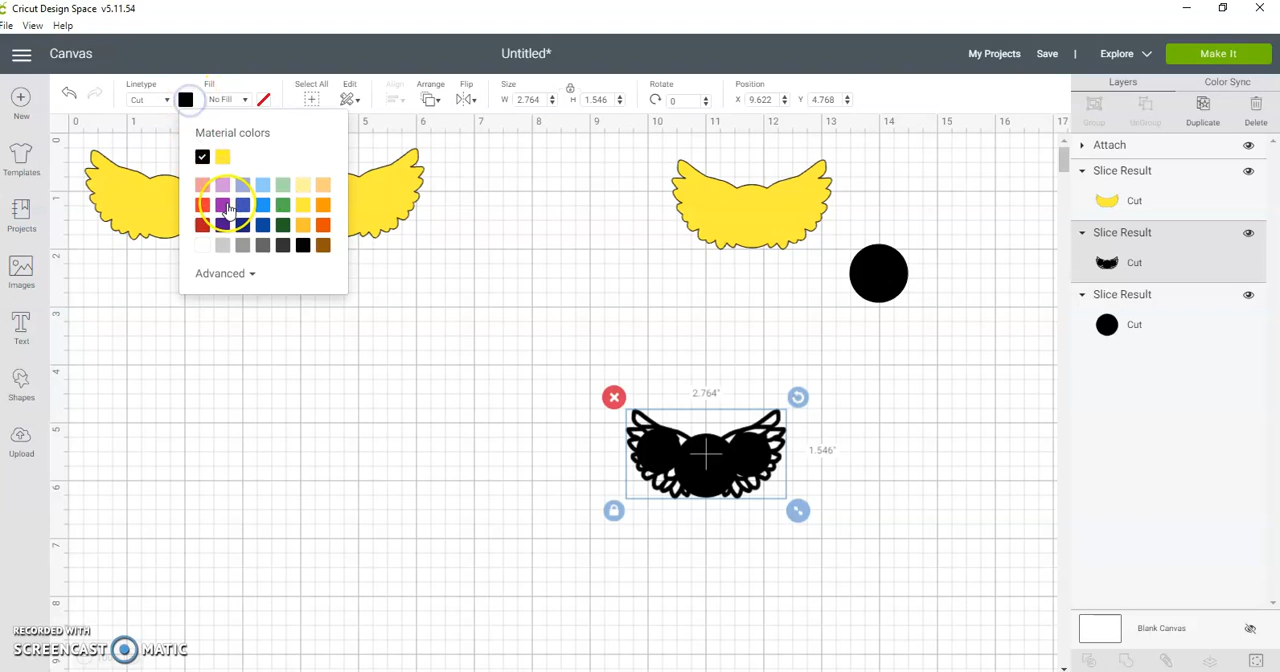 Cricut Design Space v5.11.54
File View Help
Canvas
Untitled*
My Projects Save | Explore Make It
Linetype
Cut
Fill
No Fill
Select All
Edit
Align
Arrange
Flip
Size
W 2.764
H 1.546
Rotate
0
Position
X 9.622
Y 4.768
Layers Color Sync
Group UnGroup Duplicate Delete
New
Templates
Projects
Images
Text
Shapes
Upload
0 1 5 6 7 8 9 10 11 12 13 14 15 16 17
0
1
2
3
4
5
6
7
8
9
Material colors
Advanced
2.764"
1.546"
Attach
Slice Result
Cut
Slice Result
Cut
Slice Result
Cut
Blank Canvas
RECORDED WITH
SCREENCAST MATIC